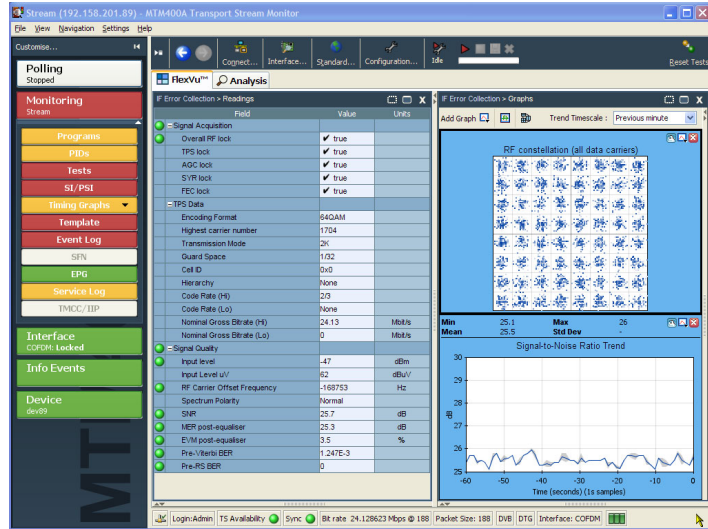 Stream (192.158.201.89) - MTM400A Transport Stream Monitor
File View Navigation Settings Help
Customise...
Polling
Stopped
Monitoring
Stream
Programs
PIDs
Tests
SI/PSI
Timing Graphs
Template
Event Log
SFN
EPG
Service Log
TMCC/IIP
Interface
COFDM: Locked
Info Events
Device
dev89
MT
Connect... Interface... Standard... Configuration... Idle Reset Tests
FlexVu™ Analysis
IF Error Collection > Readings
Field Value Units
Signal Acquisition
Overall RF lock true
TPS lock true
AGC lock true
SYR lock true
FEC lock true
TPS Data
Encoding Format 64QAM
Highest carrier number 1704
Transmission Mode 2K
Guard Space 1/32
Cell ID 0x0
Hierarchy None
Code Rate (Hi) 2/3
Code Rate (Lo) None
Nominal Gross Bitrate (Hi) 24.13 Mbit/s
Nominal Gross Bitrate (Lo) 0 Mbit/s
Signal Quality
Input level -47 dBm
Input Level uV 62 dBuV
RF Carrier Offset Frequency -168753 Hz
Spectrum Polarity Normal
SNR 25.7 dB
MER post-equaliser 25.3 dB
EVM post-equaliser 3.5 %
Pre-Viterbi BER 1.247E-3
Pre-RS BER 0
IF Error Collection > Graphs
Add Graph Trend Timescale : Previous minute
RF constellation (all data carriers)
Min 25.1 Max 26
Mean 25.5 Std Dev -
Signal-to-Noise Ratio Trend
30
29
28
27
26
25
dB
-60 -50 -40 -30 -20 -10 0
Time (seconds) (1s samples)
Login:Admin TS Availability Sync Bit rate 24.128623 Mbps @ 188 Packet Size: 188 DVB DTG Interface: COFDM